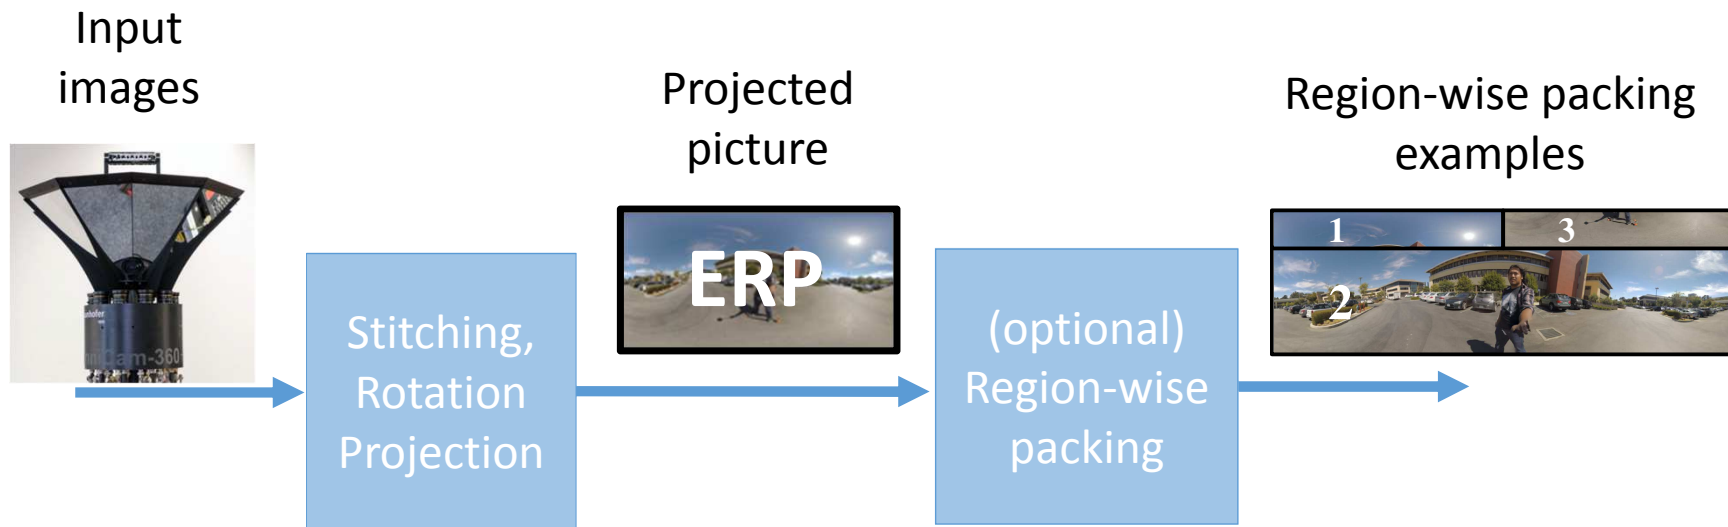 Input
images
Projected
picture
Region-wise packing
examples
ERP
1
3
2
Stitching,
Rotation
Projection
(optional)
Region-wise
packing